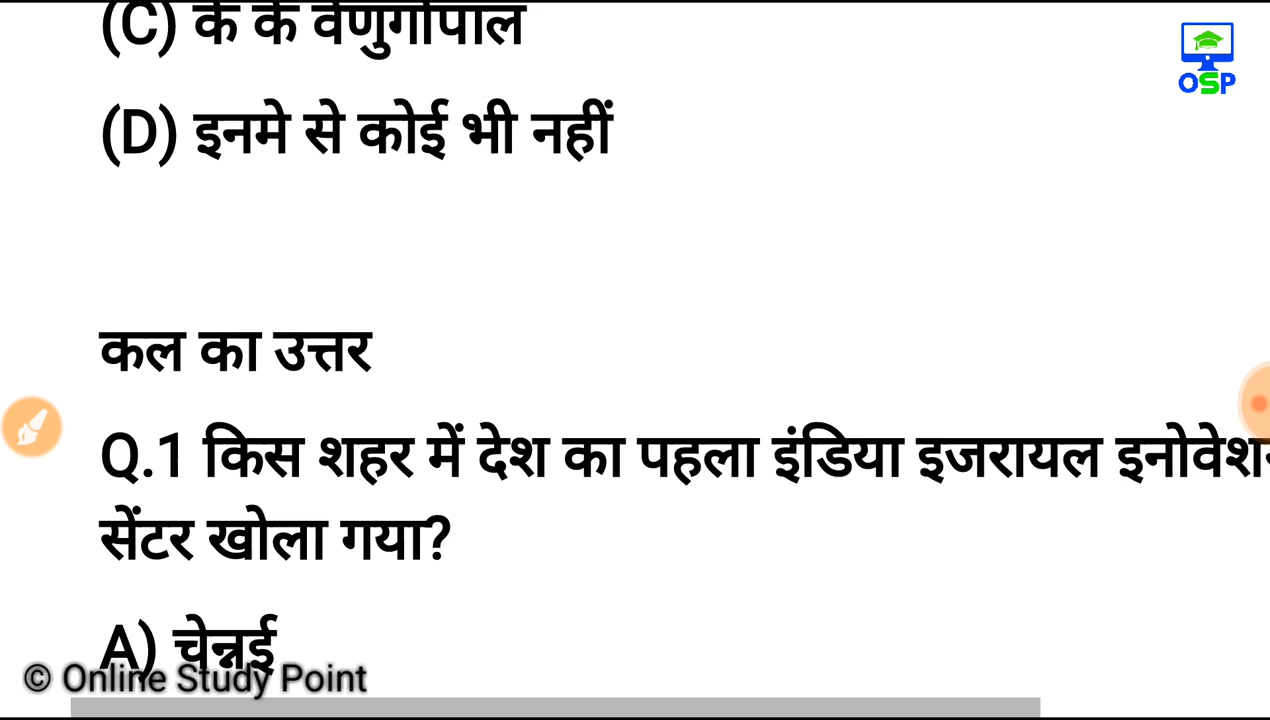 (C) के के वेणुगोपाल
OSP
(D) इनमे से कोई भी नहीं
कल का उत्तर
Q.1 किस शहर में देश का पहला इंडिया इजरायल इनोवेशन
सेंटर खोला गया?
A) चेन्नई
© Online Study Point